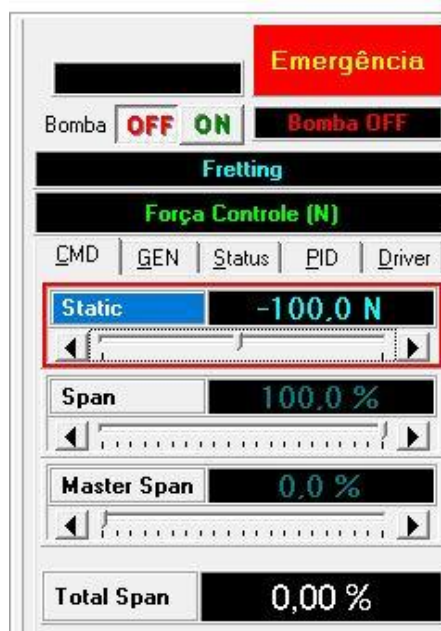 Emergência
Bomba OFF ON Bomba OFF
Fretting
Força Controle (N)
CMD GEN Status PID Driver
Static -100,0 N
Span 100,0 %
Master Span 0,0 %
Total Span 0,00 %